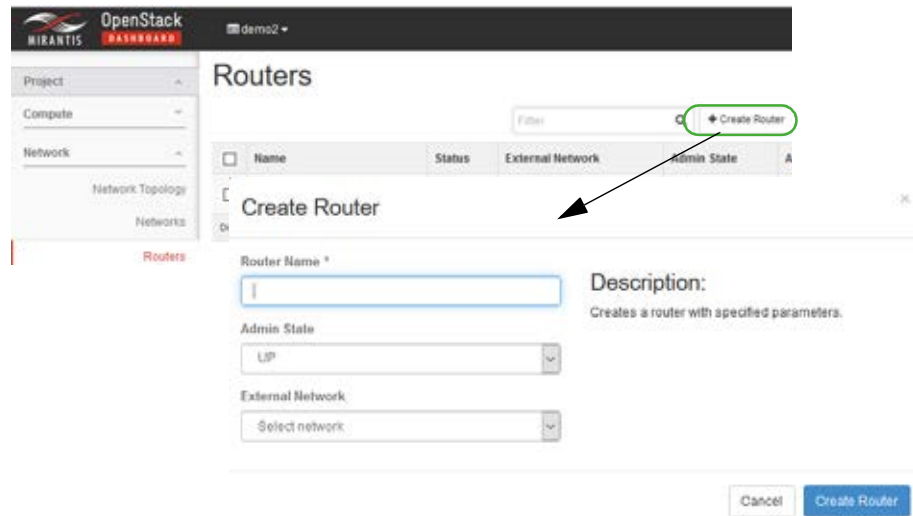 MIRANTIS
OpenStack
DASHBOARD
demo2
Project
Compute
Network
Network Topology
Networks
Routers
Routers
Filter
+ Create Router
Name Status External Network Admin State A
Create Router ×
Router Name *
Admin State
UP
External Network
Select network
Description:
Creates a router with specified parameters.
Cancel Create Router